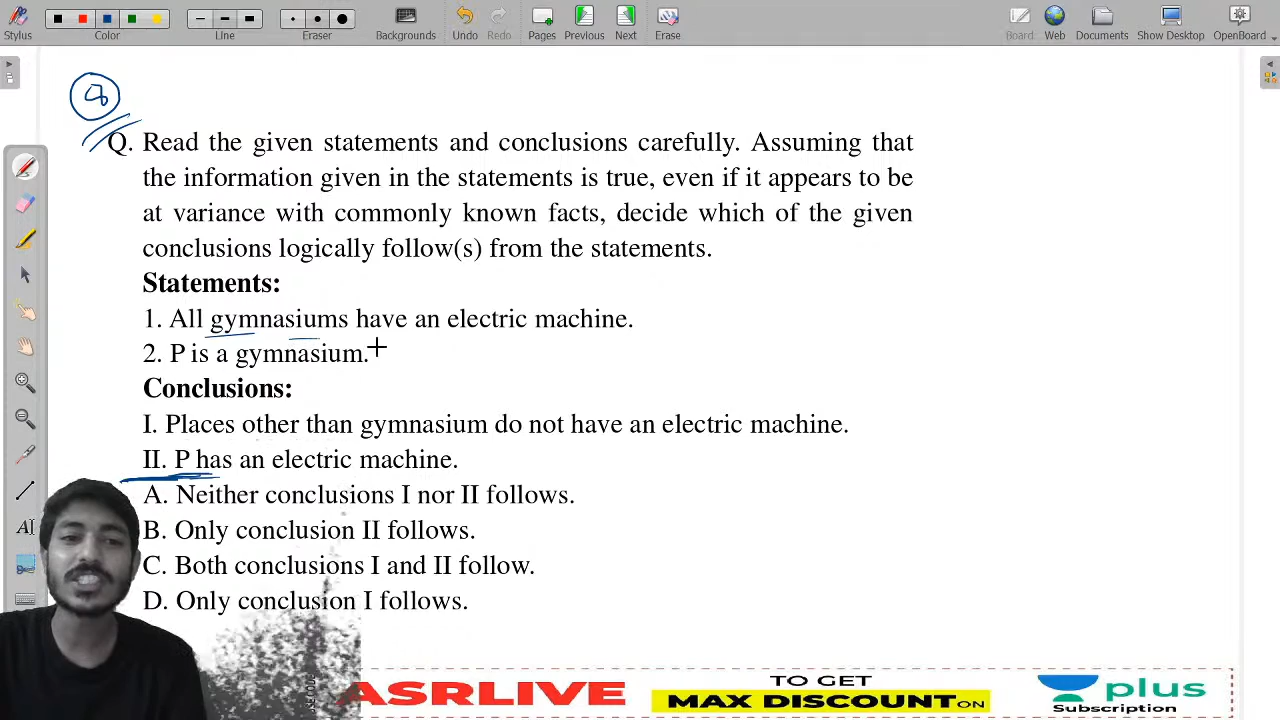 Stylus
Color
Line
Eraser
Backgrounds
Undo
Redo
Pages
Previous
Next
Erase
Board
Web
Documents
Show Desktop
OpenBoard
Q. Read the given statements and conclusions carefully. Assuming that
the information given in the statements is true, even if it appears to be
at variance with commonly known facts, decide which of the given
conclusions logically follow(s) from the statements.
Statements:
1. All gymnasiums have an electric machine.
2. P is a gymnasium.
Conclusions:
I. Places other than gymnasium do not have an electric machine.
II. P has an electric machine.
A. Neither conclusions I nor II follows.
B. Only conclusion II follows.
C. Both conclusions I and II follow.
D. Only conclusion I follows.
ASRLIVE
TO GET
MAX DISCOUNT ON
plus
Subscription